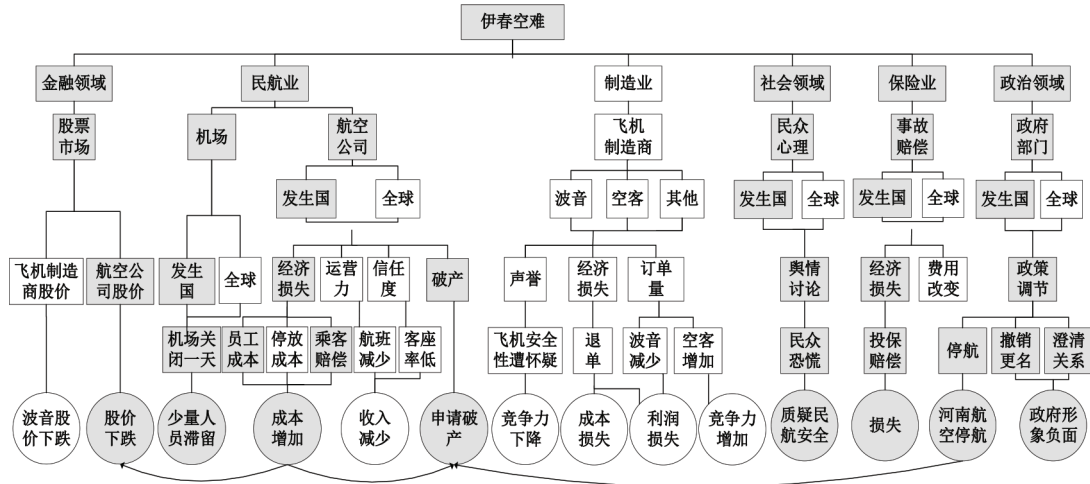 伊春空难
金融领域
民航业
制造业
社会领域
保险业
政治领域
股票
市场
机场
航空
公司
飞机
制造商
民众
心理
事故
赔偿
政府
部门
发生国
全球
波音
空客
其他
发生国
全球
发生国
全球
发生国
全球
飞机制造
商股价
航空公
司股价
发生
国
全球
经济
损失
运营
力
信任
度
破产
声誉
经济
损失
订单
量
舆情
讨论
经济
损失
费用
改变
政策
调节
机场关
闭一天
员工
成本
停放
成本
乘客
赔偿
航班
减少
客座
率低
飞机安全
性遭怀疑
退
单
波音
减少
空客
增加
民众
恐慌
投保
赔偿
停航
撤销
更名
澄清
关系
波音股
价下跌
股价
下跌
少量人
员滞留
成本
增加
收入
减少
申请破
产
竞争力
下降
成本
损失
利润
损失
竞争力
增加
质疑民
航安全
损失
河南航
空停航
政府形
象负面